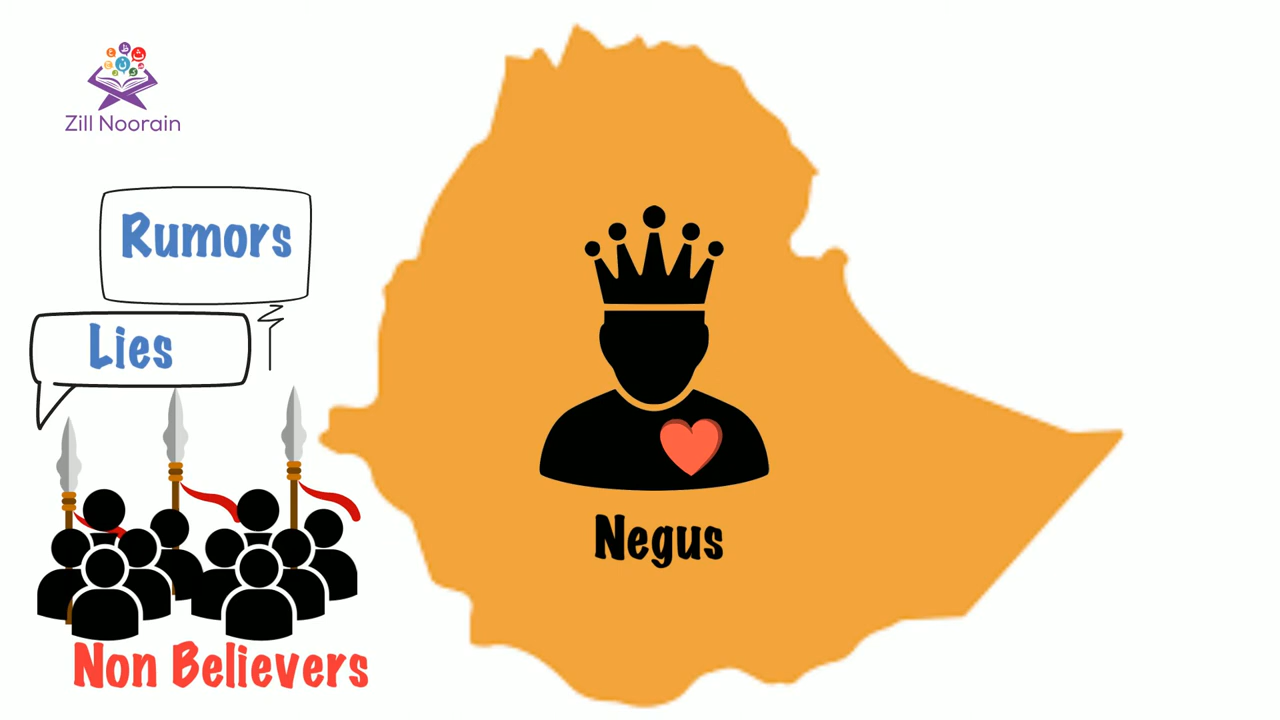 Zill Noorain
Rumors
Lies
Negus
Non Believers